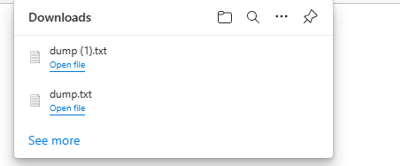 Downloads
dump (1).txt
Open file
dump.txt
Open file
See more